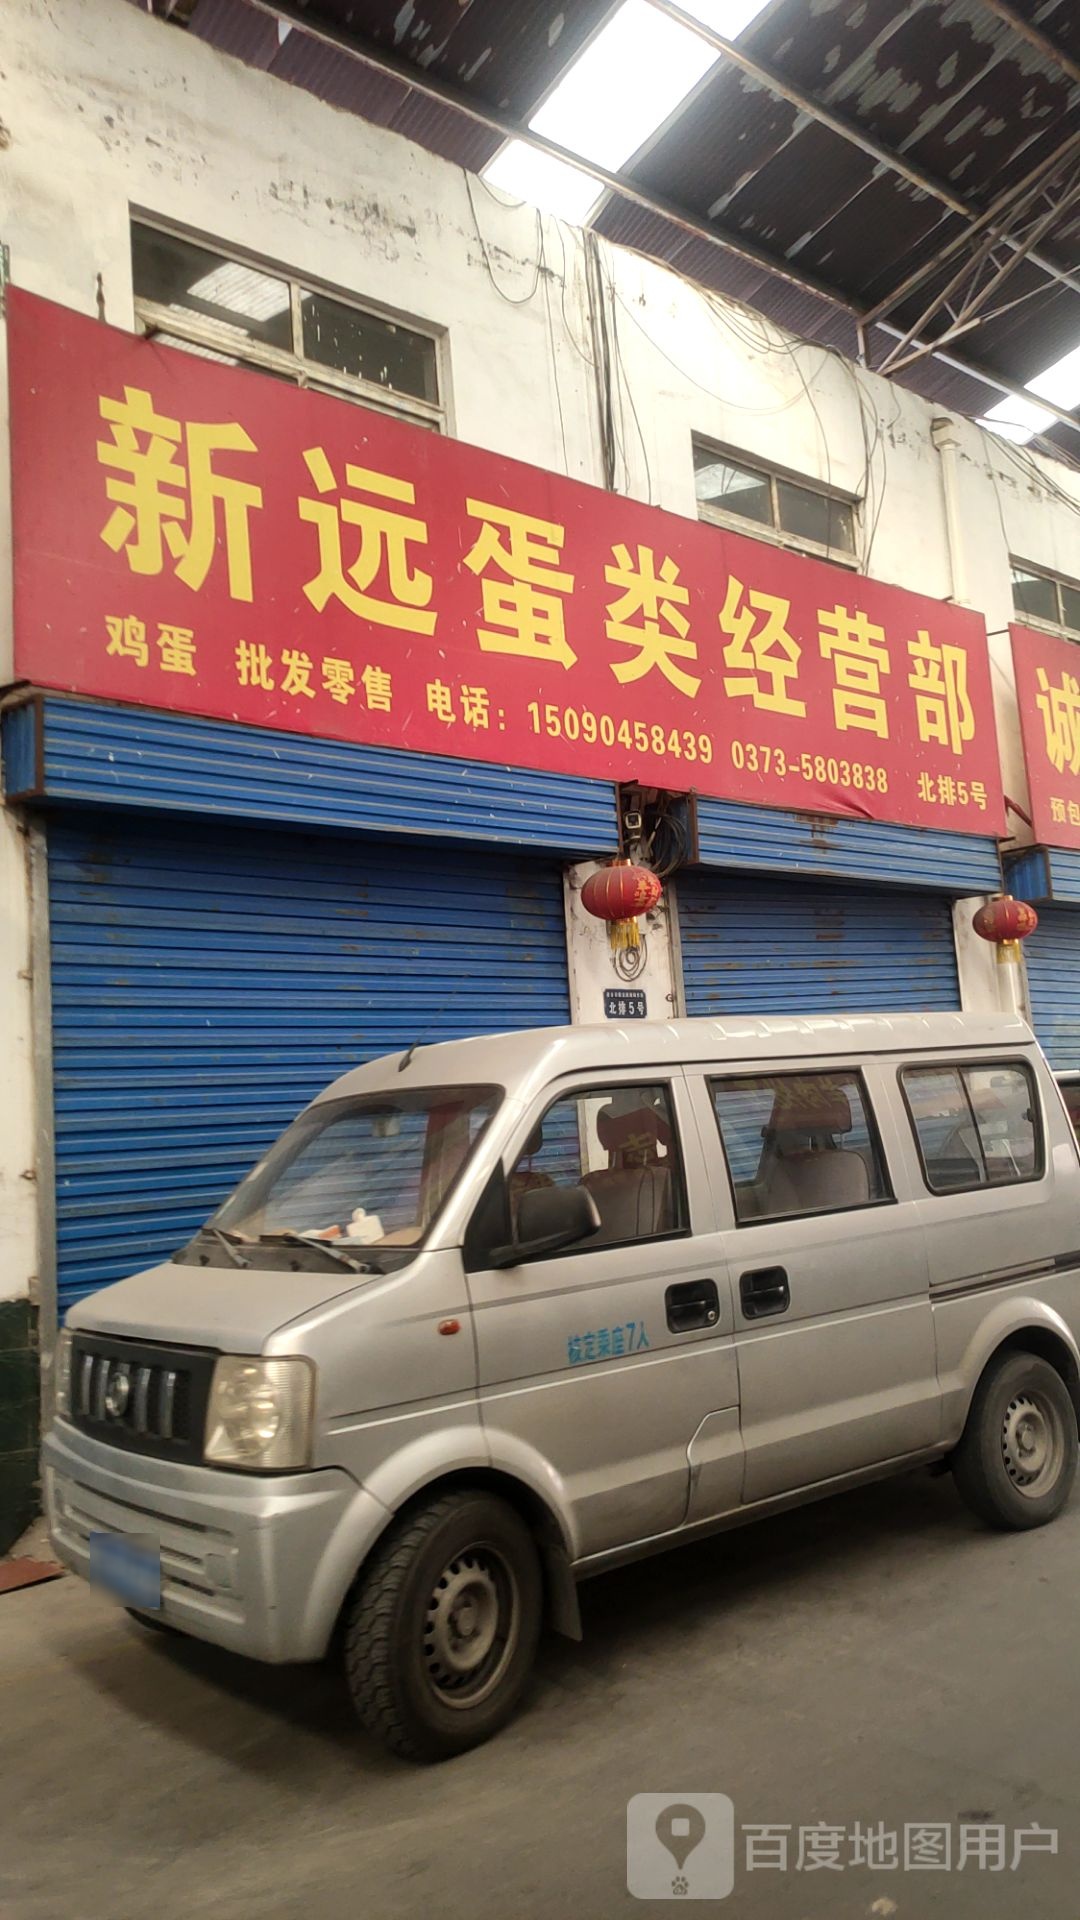 新远蛋类经营部
鸡蛋 批发零售 电话：15090458439 0373-5803838 北排5号
诚
预包
北排5号
核定乘座7人
百度地图用户